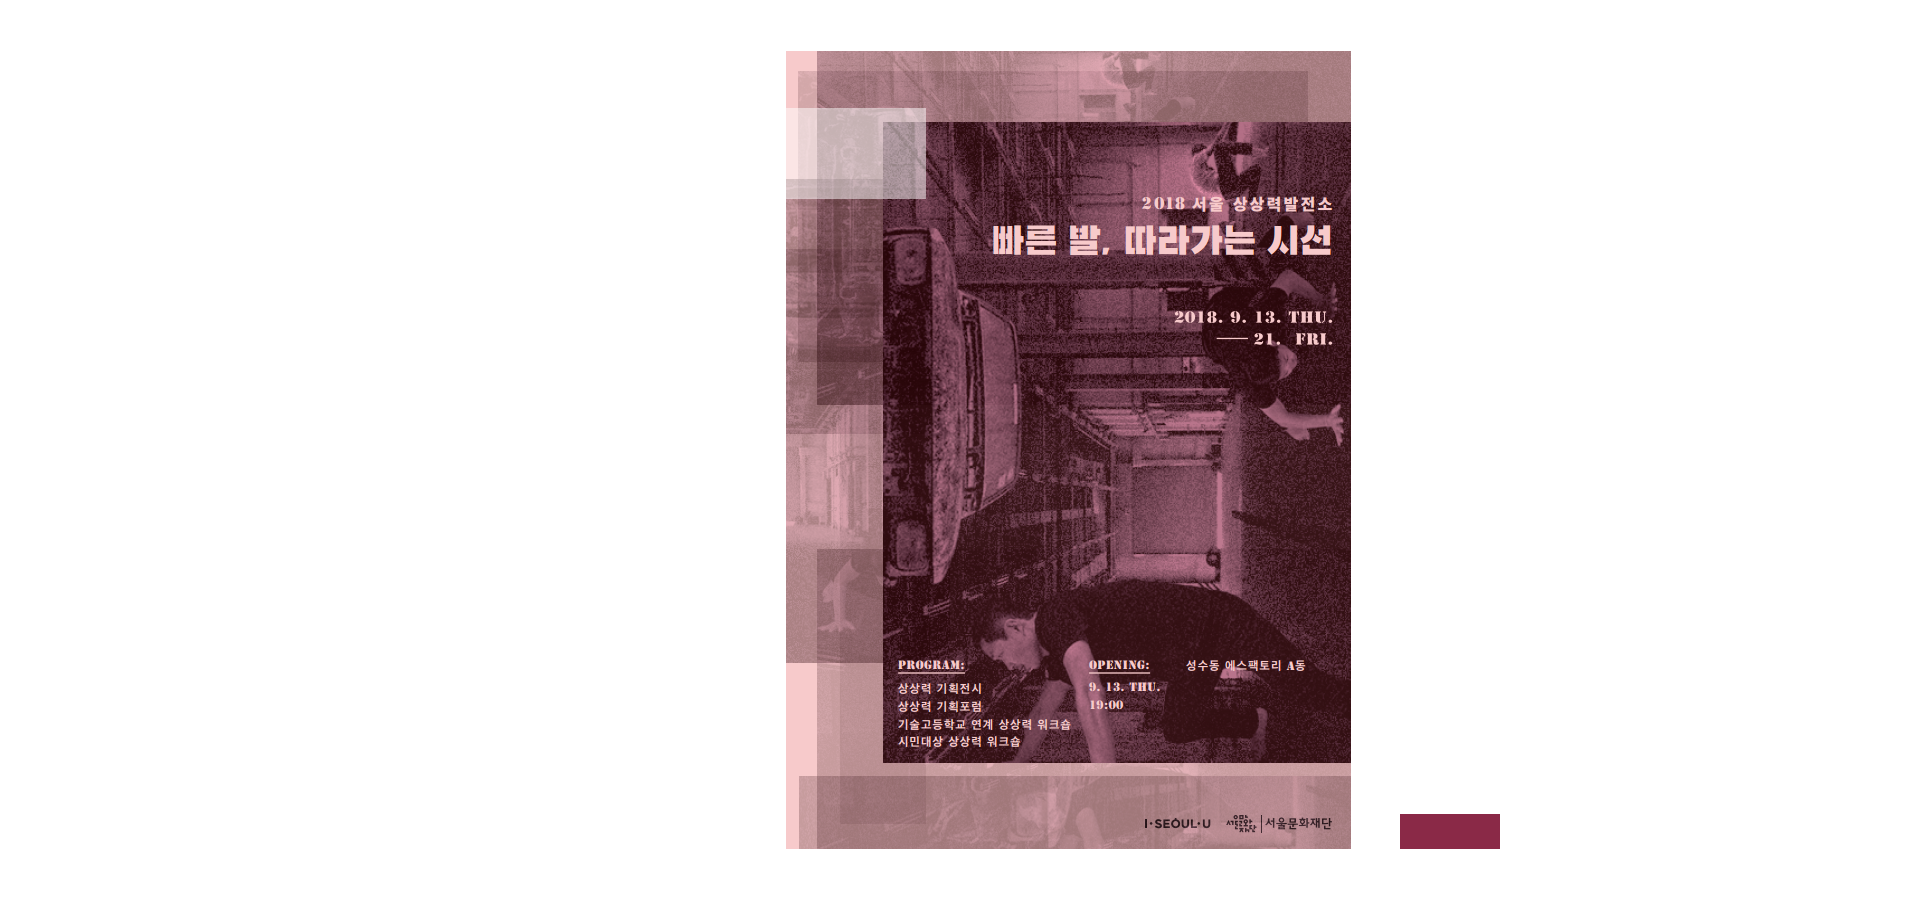 2018 서울 상상력발전소
빠른 발, 따라가는 시선
2018. 9. 13. THU.
— 21. FRI.
PROGRAM:
상상력 기획전시
상상력 기획포럼
기술고등학교 연계 상상력 워크숍
시민대상 상상력 워크숍
OPENING:
9. 13. THU.
19:00
성수동 에스팩토리 A동
I·SEOUL·U
서울문화재단